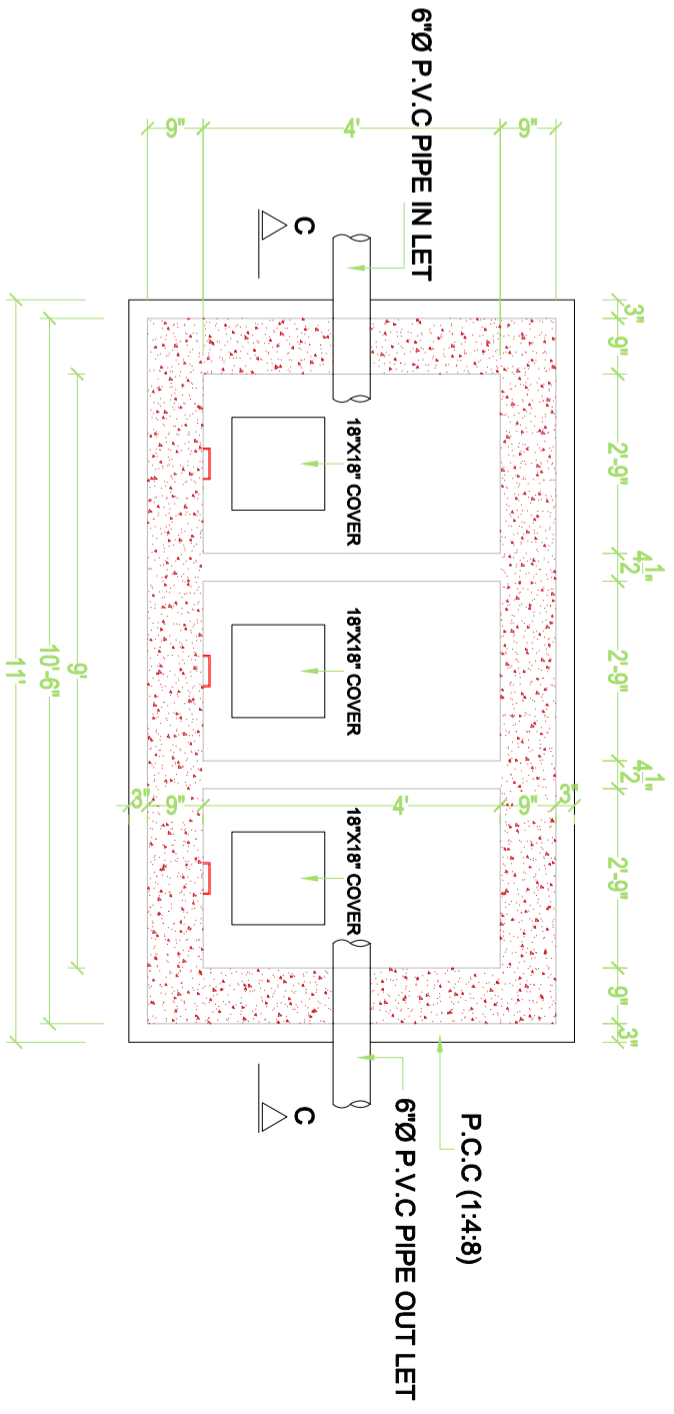 3" 9" 2'-9" 4½" 2'-9" 4½" 2'-9" 9" 3"
3"
9" 9"
P.C.C (1:4:8)
6"Ø P.V.C PIPE IN LET
6"Ø P.V.C PIPE OUT LET
4' 4'
18"X18" COVER
18"X18" COVER
18"X18" COVER
C C
9" 9"
3"
9'
10'-6"
11'